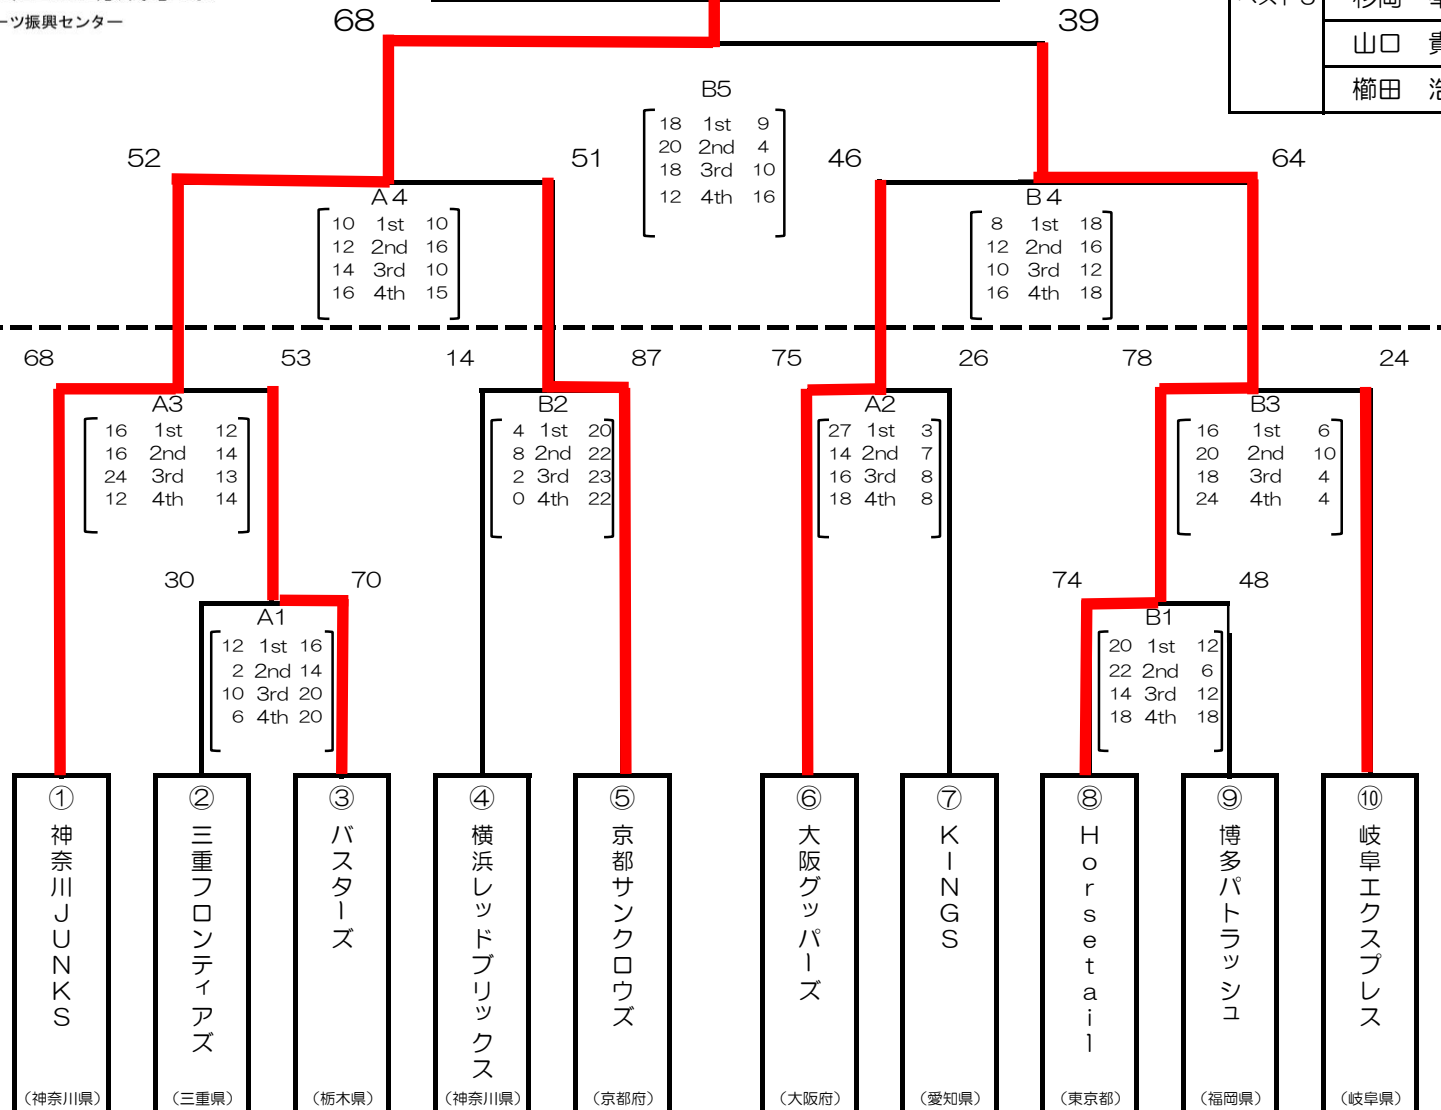 ーツ振興センター
68
39
山口
櫛田
B5
18 1st 9
20 2nd 4
18 3rd 10
12 4th 16
52
51
46
64
A4
10 1st 10
12 2nd 16
14 3rd 10
16 4th 15
B4
8 1st 18
12 2nd 16
10 3rd 12
16 4th 18
68
53
14
87
75
26
78
24
A3
16 1st 12
16 2nd 14
24 3rd 13
12 4th 14
B2
4 1st 20
8 2nd 22
2 3rd 23
0 4th 22
A2
27 1st 3
14 2nd 7
16 3rd 8
18 4th 8
B3
16 1st 6
20 2nd 10
18 3rd 4
24 4th 4
30
70
74
48
A1
12 1st 16
2 2nd 14
10 3rd 20
6 4th 20
B1
20 1st 12
22 2nd 6
14 3rd 12
18 4th 18
①神奈川JUNKS
（神奈川県）
②三重フロンティアズ
（三重県）
③バスターズ
（栃木県）
④横浜レッドブリックス
（神奈川県）
⑤京都サンクロウズ
（京都府）
⑥大阪グッパーズ
（大阪府）
⑦KINGS
（愛知県）
⑧Horsetail
（東京都）
⑨博多パトラッシュ
（福岡県）
⑩岐阜エクスプレス
（岐阜県）